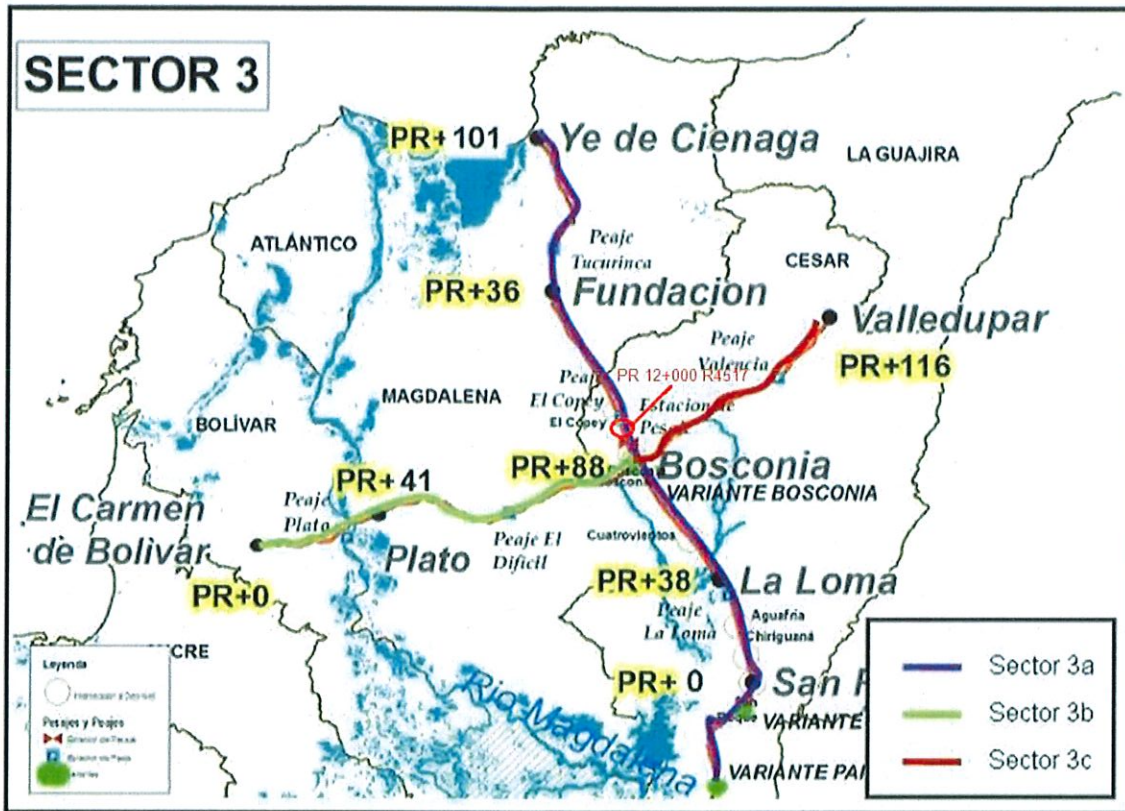 SECTOR 3
PR+ 101
Ye de Cienaga
LA GUAJIRA
ATLÁNTICO
Peaje
Tucurinca
CESAR
PR+36
Fundacion
Valledupar
Peaje
Valencia
PR+116
PR 12+000 R4517
MAGDALENA
Peaje
El Copey
El Copey
Estacion de
Pesaje
BOLÍVAR
PR+88
Bosconia
VARIANTE BOSCONIA
PR+ 41
El Carmen
de Bolivar
Peaje
Plato
Plato
Peaje El
Dificil
Cuatrovientos
PR+0
PR+38
La Loma
Peaje
La Loma
Aguafria
Chiriguaná
CRE
PR+ 0
San
VARIANTE
Rio Magdalena
VARIANTE
Leyenda
Pesajes y Peajes
Sector 3a
Sector 3b
Sector 3c